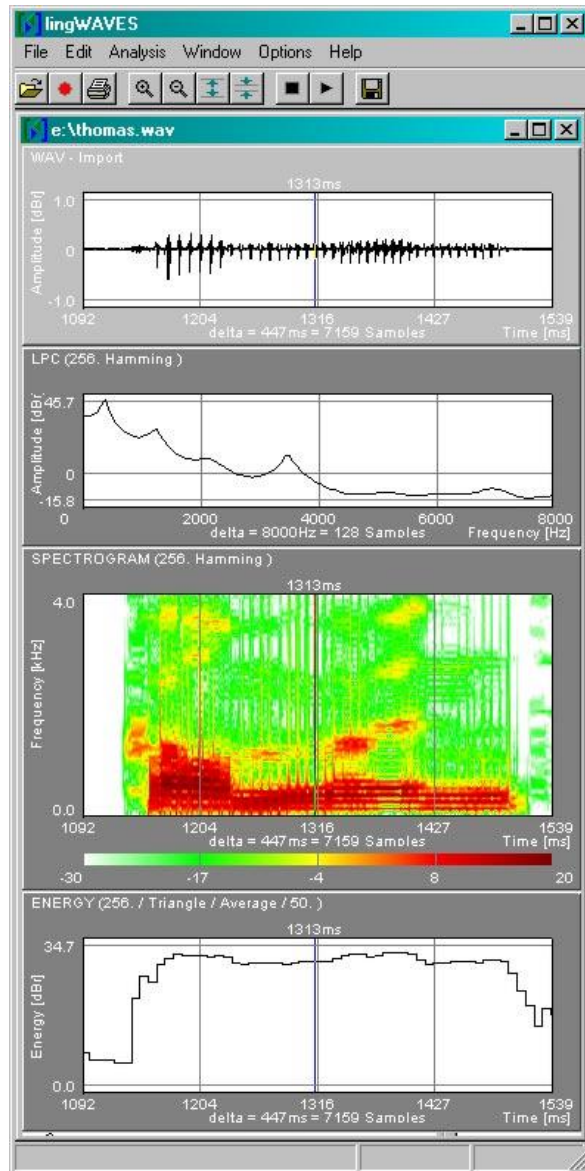 lingWAVES
File Edit Analysis Window Options Help
e:\thomas.wav
WAV - Import
1313ms
Amplitude [dBr]
1.0
0
-1.0
1092 1204 1316 1427 1539
delta = 447ms = 7159 Samples Time [ms]
LPC (256. Hamming )
Amplitude [dBr]
45.7
0
-15.8
0 2000 4000 6000 8000
delta = 8000Hz = 128 Samples Frequency [Hz]
SPECTROGRAM (256. Hamming )
1313ms
Frequency [kHz]
4.0
0.0
1092 1204 1316 1427 1539
delta = 447ms = 7159 Samples Time [ms]
-30 -17 -4 8 20
ENERGY (256. / Triangle / Average / 50. )
1313ms
Energy [dBr]
34.7
0.0
1092 1204 1316 1427 1539
delta = 447ms = 7159 Samples Time [ms]